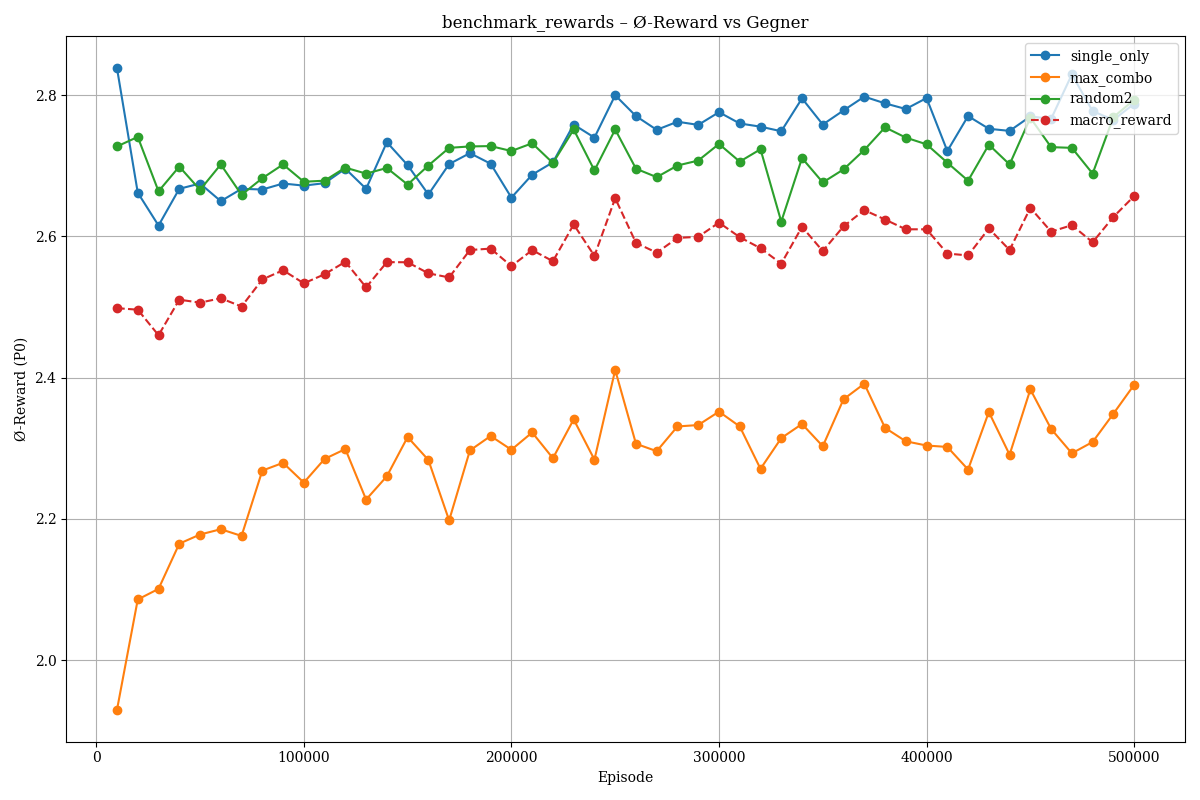 benchmark_rewards – Ø-Reward vs Gegner
single_only
max_combo
random2
macro_reward
Ø-Reward (P0)
2.8
2.6
2.4
2.2
2.0
0
100000
200000
300000
400000
500000
Episode